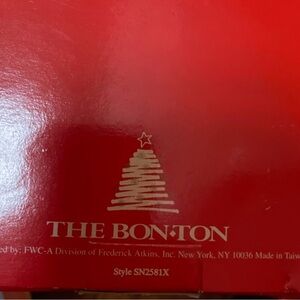 THE BON·TON
ed by: FWC-A Division of Frederick Atkins, Inc. New York, NY 10036 Made in Taiw
Style SN2581X